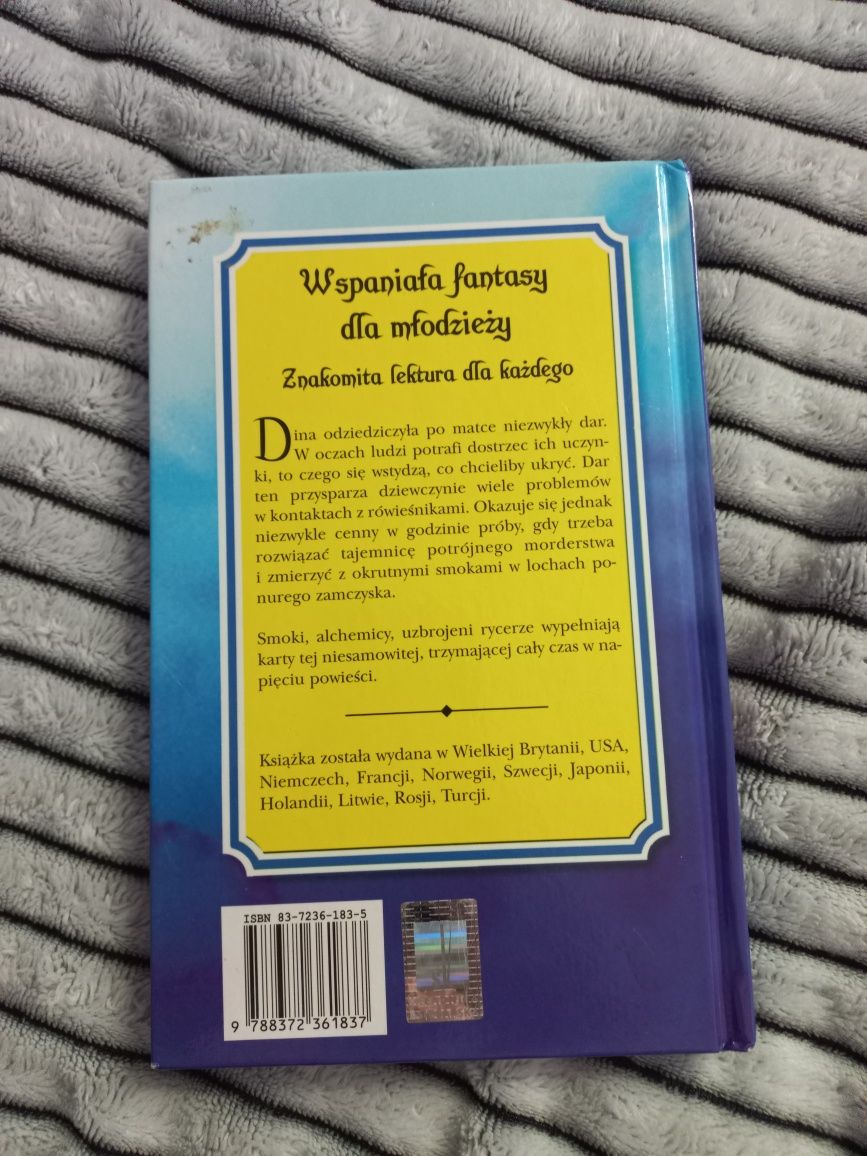 Wspaniała fantasy
dla młodzieży
Znakomita lektura dla każdego
Dina odziedziczyła po matce niezwykły dar.
W oczach ludzi potrafi dostrzec ich uczyn-
ki, to czego się wstydzą, co chcieliby ukryć. Dar
ten przysparza dziewczynie wiele problemów
w kontaktach z rówieśnikami. Okazuje się jednak
niezwykle cenny w godzinie próby, gdy trzeba
rozwiązać tajemnicę potrójnego morderstwa
i zmierzyć z okrutnymi smokami w lochach po-
nurego zamczyska.
Smoki, alchemicy, uzbrojeni rycerze wypełniają
karty tej niesamowitej, trzymającej cały czas w na-
pięciu powieści.
Książka została wydana w Wielkiej Brytanii, USA,
Niemczech, Francji, Norwegii, Szwecji, Japonii,
Holandii, Litwie, Rosji, Turcji.
ISBN 83-7236-183-5
9 788372 361837